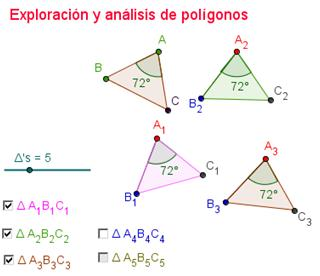 Exploración y análisis de polígonos
A
B
C
72°
A₂
B₂
C₂
72°
A₁
B₁
C₁
72°
A₃
B₃
C₃
72°
Δ's = 5
Δ A₁B₁C₁
Δ A₂B₂C₂
Δ A₄B₄C₄
Δ A₃B₃C₃
Δ A₅B₅C₅